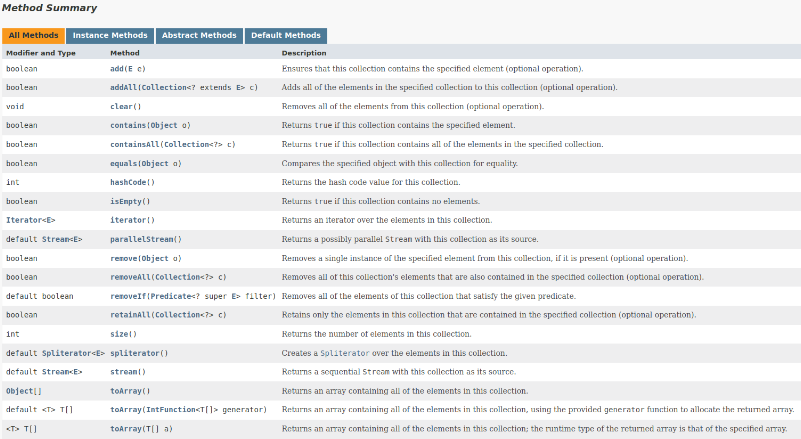 Method Summary
All Methods Instance Methods Abstract Methods Default Methods
Modifier and Type Method Description
boolean add(E e) Ensures that this collection contains the specified element (optional operation).
boolean addAll(Collection<? extends E> c) Adds all of the elements in the specified collection to this collection (optional operation).
void clear() Removes all of the elements from this collection (optional operation).
boolean contains(Object o) Returns true if this collection contains the specified element.
boolean containsAll(Collection<?> c) Returns true if this collection contains all of the elements in the specified collection.
boolean equals(Object o) Compares the specified object with this collection for equality.
int hashCode() Returns the hash code value for this collection.
boolean isEmpty() Returns true if this collection contains no elements.
Iterator<E> iterator() Returns an iterator over the elements in this collection.
default Stream<E> parallelStream() Returns a possibly parallel Stream with this collection as its source.
boolean remove(Object o) Removes a single instance of the specified element from this collection, if it is present (optional operation).
boolean removeAll(Collection<?> c) Removes all of this collection's elements that are also contained in the specified collection (optional operation).
default boolean removeIf(Predicate<? super E> filter) Removes all of the elements of this collection that satisfy the given predicate.
boolean retainAll(Collection<?> c) Retains only the elements in this collection that are contained in the specified collection (optional operation).
int size() Returns the number of elements in this collection.
default Spliterator<E> spliterator() Creates a Spliterator over the elements in this collection.
default Stream<E> stream() Returns a sequential Stream with this collection as its source.
Object[] toArray() Returns an array containing all of the elements in this collection.
default <T> T[] toArray(IntFunction<T[]> generator) Returns an array containing all of the elements in this collection, using the provided generator function to allocate the returned array.
<T> T[] toArray(T[] a) Returns an array containing all of the elements in this collection; the runtime type of the returned array is that of the specified array.